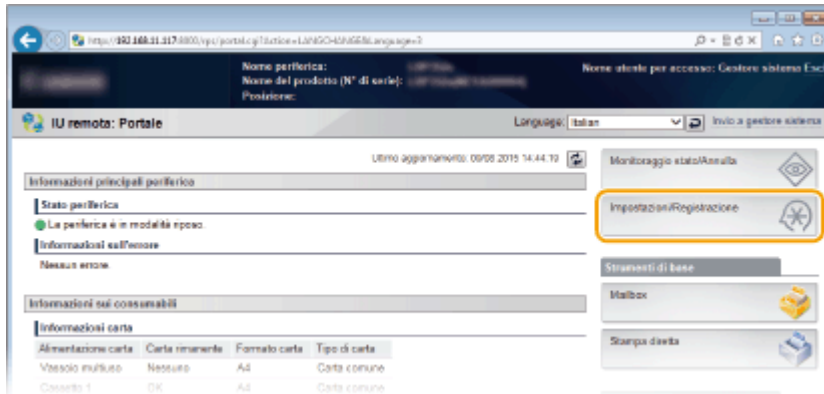 Nome periferica:
Nome del prodotto (N° di serie):
Posizione:
Nome utente per accesso: Gestore sistema
IU remota: Portale
Language: Italian
Invio a gestore sistema
Ultimo aggiornamento: 09/08 2015 14:44:19
Informazioni principali periferica
Stato periferica
La periferica è in modalità riposo.
Informazioni sull'errore
Nessun errore.
Informazioni sui consumabili
Informazioni carta
Alimentazione carta Carta rimanente Formato carta Tipo di carta
Vassoio multiuso Nessuno A4 Carta comune
Cassetto 1 OK A4 Carta comune
Monitoraggio stato/Annulla
Impostazioni/Registrazione
Strumenti di base
Mailbox
Stampa diretta